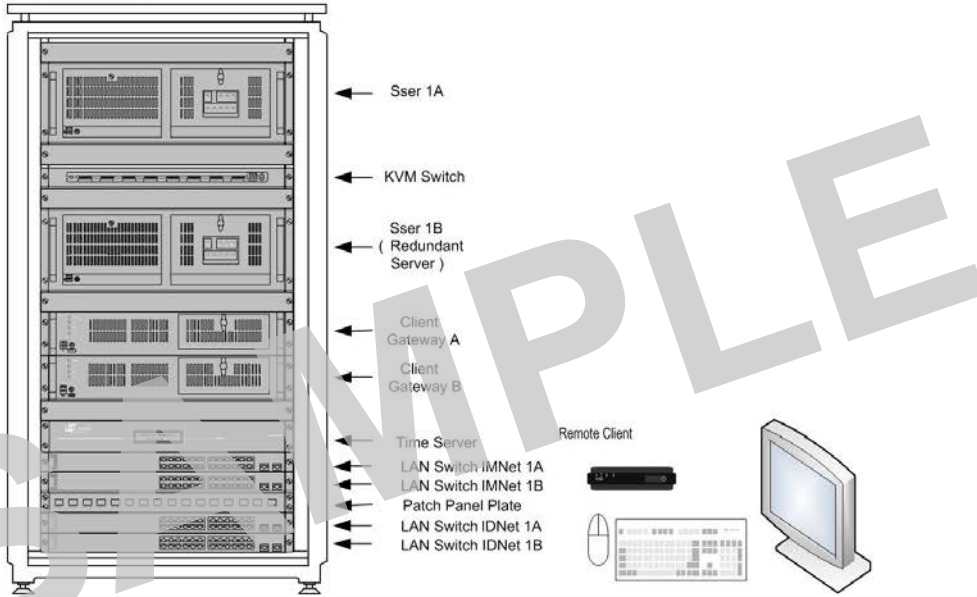 Sser 1A
KVM Switch
Sser 1B
( Redundant
Server )
Client
Gateway A
Client
Gateway B
Time Server
LAN Switch IMNet 1A
LAN Switch IMNet 1B
Patch Panel Plate
LAN Switch IDNet 1A
LAN Switch IDNet 1B
Remote Client
SAMPLE